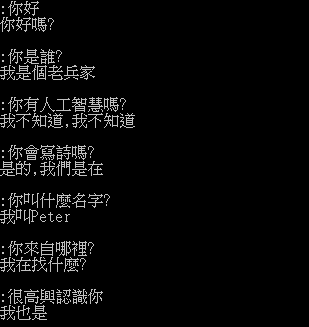 :你好
你好嗎?
:你是誰?
我是個老兵家
:你有人工智慧嗎?
我不知道,我不知道
:你會寫詩嗎?
是的,我們是在
:你叫什麼名字?
我叫Peter
:你來自哪裡?
我在找什麼?
:很高興認識你
我也是